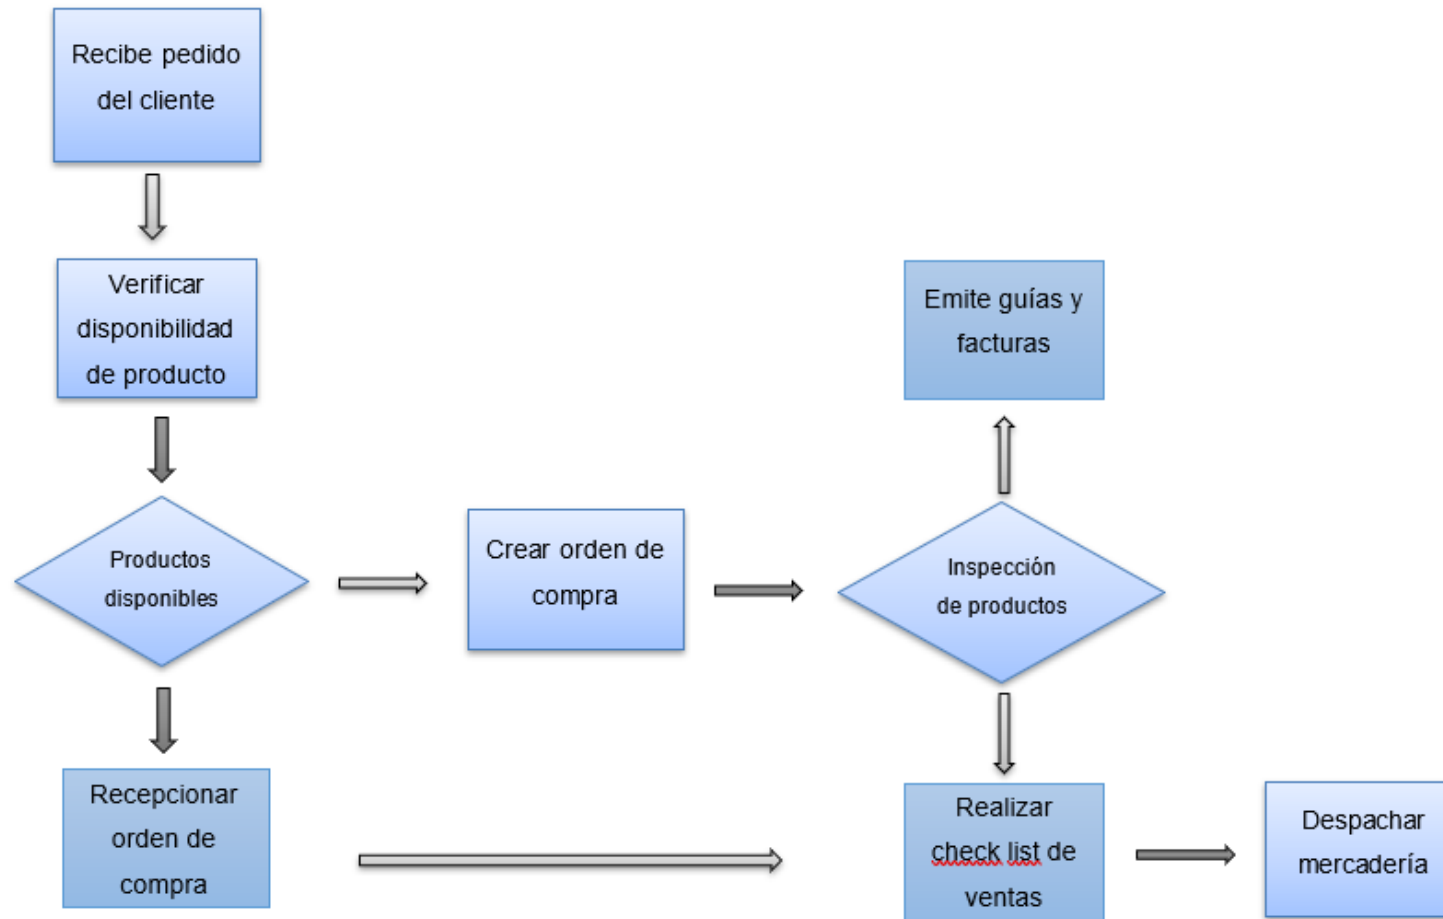 Recibe pedido
del cliente
Verificar
disponibilidad
de producto
Emite guías y
facturas
Productos
disponibles
Crear orden de
compra
Inspección
de productos
Recepcionar
orden de
compra
Realizar
check list de
ventas
Despachar
mercadería